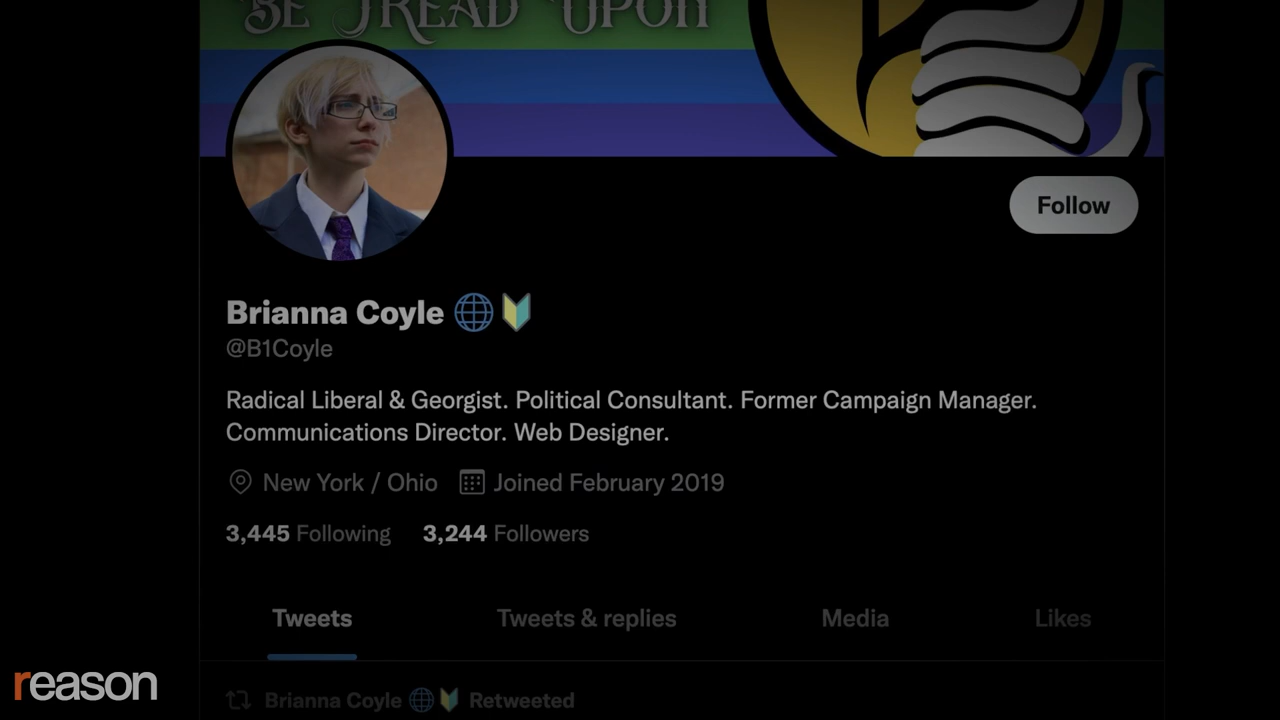 BE TREAD UPON
Follow
Brianna Coyle
@B1Coyle
Radical Liberal & Georgist. Political Consultant. Former Campaign Manager.
Communications Director. Web Designer.
New York / Ohio Joined February 2019
3,445 Following 3,244 Followers
Tweets Tweets & replies Media Likes
Brianna Coyle Retweeted
reason